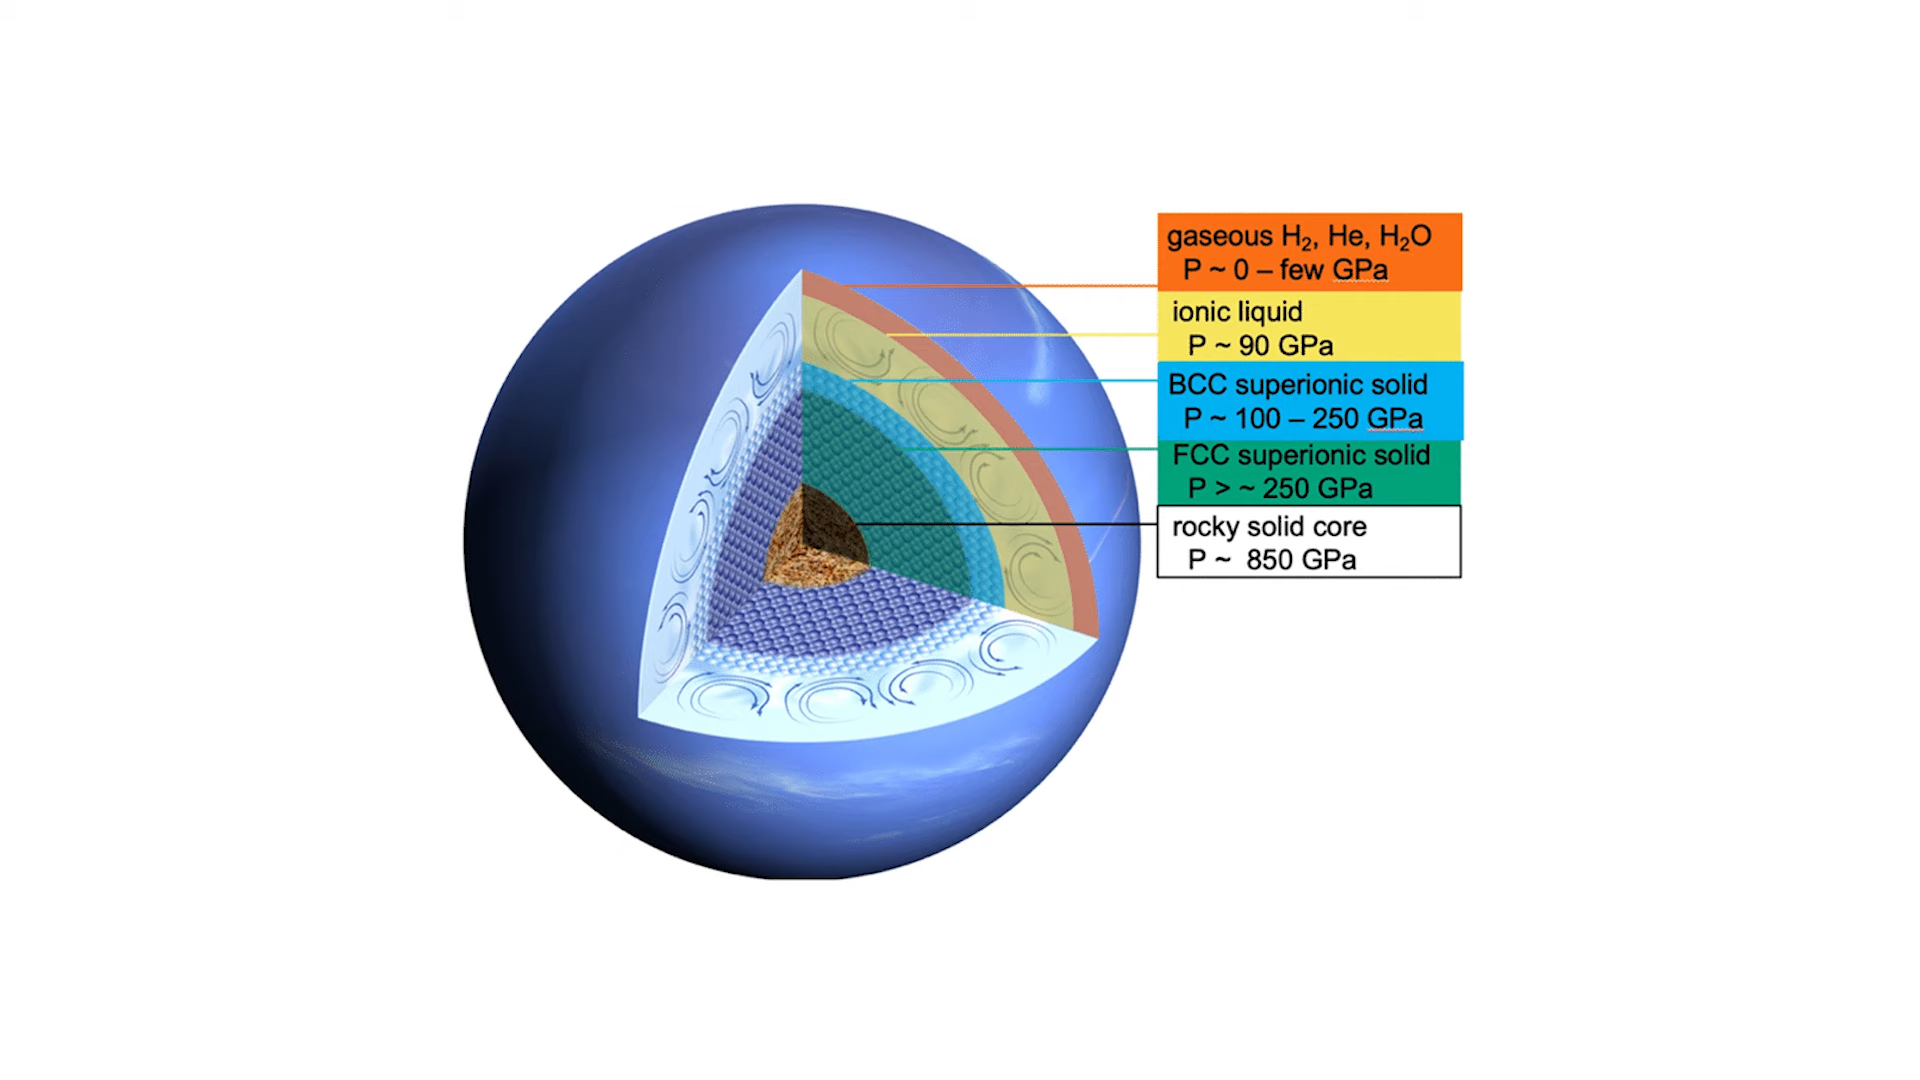 gaseous H₂, He, H₂O
P ~ 0 – few GPa
ionic liquid
P ~ 90 GPa
BCC superionic solid
P ~ 100 – 250 GPa
FCC superionic solid
P > ~ 250 GPa
rocky solid core
P ~ 850 GPa